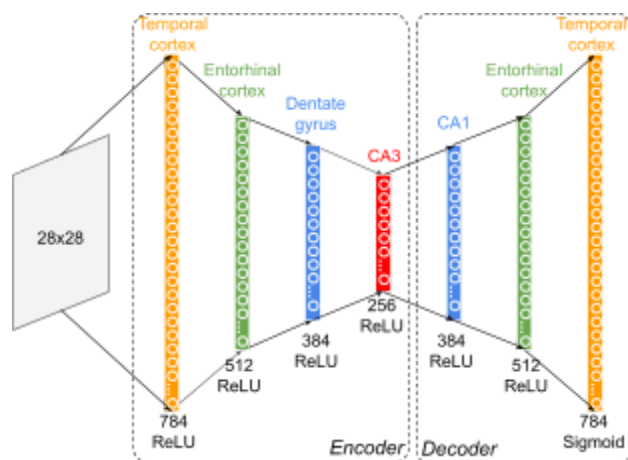 Temporal
cortex
Entorhinal
cortex
Dentate
gyrus
CA3
CA1
Entorhinal
cortex
Temporal
cortex
28x28
784
ReLU
512
ReLU
384
ReLU
256
ReLU
384
ReLU
512
ReLU
784
Sigmoid
Encoder
Decoder